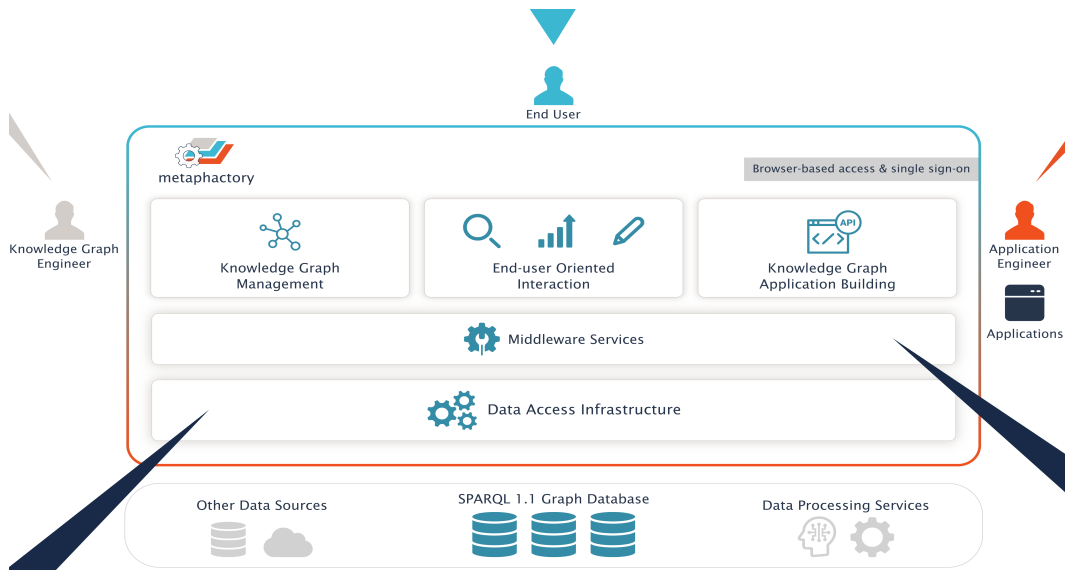 End User
metaphactory
Browser-based access & single sign-on
Knowledge Graph
Engineer
Knowledge Graph
Management
End-user Oriented
Interaction
API
Knowledge Graph
Application Building
Application
Engineer
Applications
Middleware Services
Data Access Infrastructure
Other Data Sources
SPARQL 1.1 Graph Database
Data Processing Services